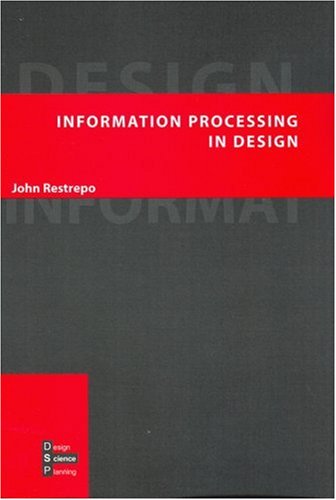 DESIGN
INFORMATION PROCESSING
IN DESIGN
John Restrepo
INFORMAT
Design
Science
Planning